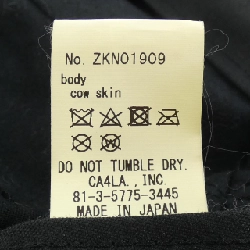 No. ZKN01909
body
cow skin
DO NOT TUMBLE DRY.
CA4LA., INC
81-3-5775-3445
MADE IN JAPAN